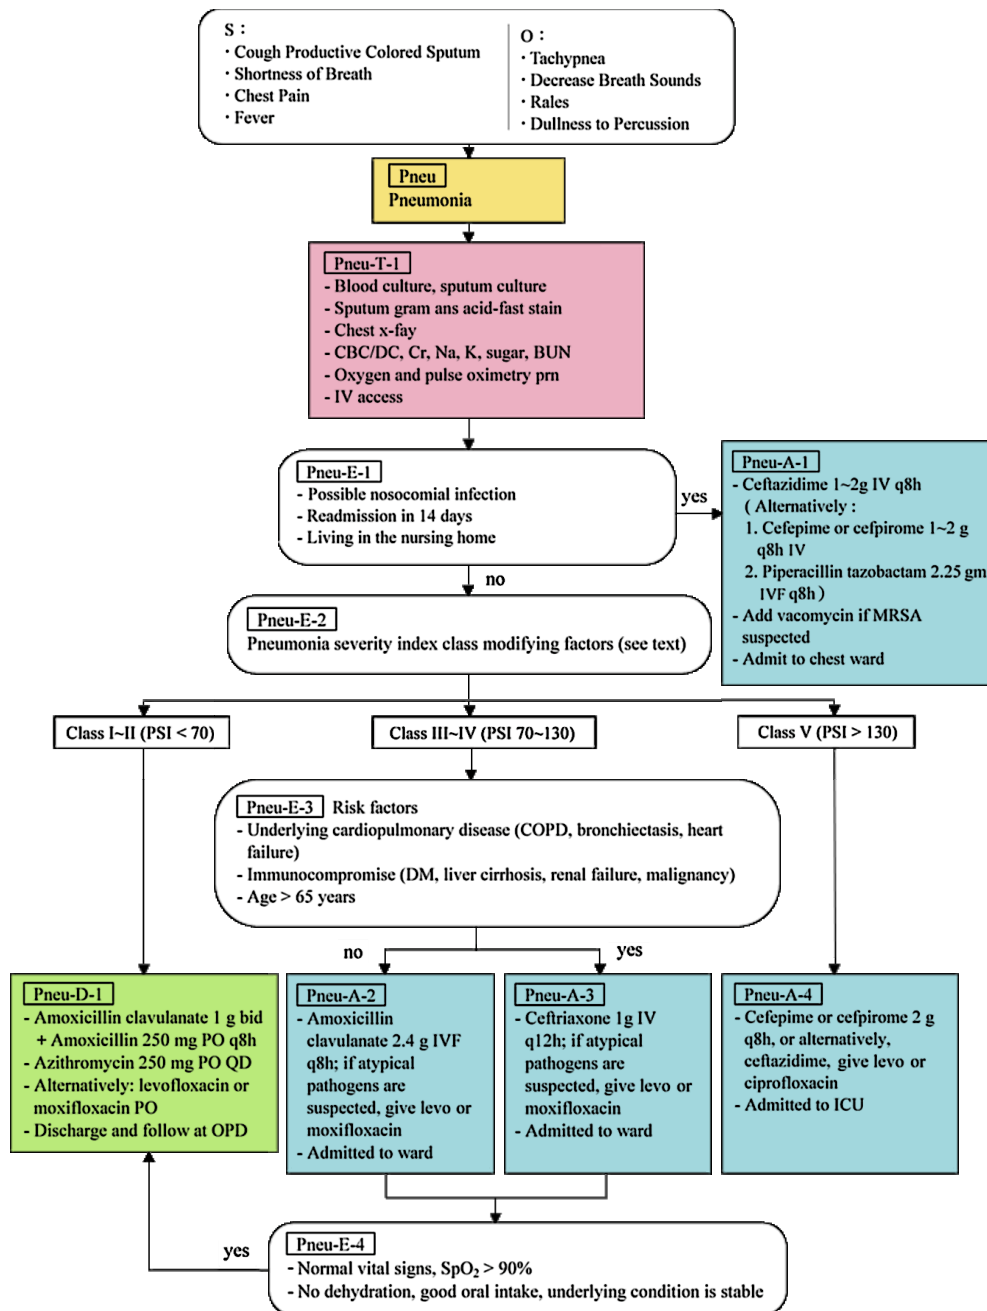 S：
· Cough Productive Colored Sputum
· Shortness of Breath
· Chest Pain
· Fever
O：
· Tachypnea
· Decrease Breath Sounds
· Rales
· Dullness to Percussion
Pneu
Pneumonia
Pneu-T-1
- Blood culture, sputum culture
- Sputum gram ans acid-fast stain
- Chest x-fay
- CBC/DC, Cr, Na, K, sugar, BUN
- Oxygen and pulse oximetry prn
- IV access
Pneu-E-1
- Possible nosocomial infection
- Readmission in 14 days
- Living in the nursing home
yes
Pneu-A-1
- Ceftazidime 1~2g IV q8h
( Alternatively :
1. Cefepime or cefpirome 1~2 g
q8h IV
2. Piperacillin tazobactam 2.25 gm
IVF q8h )
- Add vacomycin if MRSA
suspected
- Admit to chest ward
no
Pneu-E-2
Pneumonia severity index class modifying factors (see text)
Class I~II (PSI < 70)
Class III~IV (PSI 70~130)
Class V (PSI > 130)
Pneu-E-3 Risk factors
- Underlying cardiopulmonary disease (COPD, bronchiectasis, heart
failure)
- Immunocompromise (DM, liver cirrhosis, renal failure, malignancy)
- Age > 65 years
no
yes
Pneu-D-1
- Amoxicillin clavulanate 1 g bid
+ Amoxicillin 250 mg PO q8h
- Azithromycin 250 mg PO QD
- Alternatively: levofloxacin or
moxifloxacin PO
- Discharge and follow at OPD
Pneu-A-2
- Amoxicillin
clavulanate 2.4 g IVF
q8h; if atypical
pathogens are
suspected, give levo or
moxifloxacin
- Admitted to ward
Pneu-A-3
- Ceftriaxone 1g IV
q12h; if atypical
pathogens are
suspected, give levo or
moxifloxacin
- Admitted to ward
Pneu-A-4
- Cefepime or cefpirome 2 g
q8h, or alternatively,
ceftazidime, give levo or
ciprofloxacin
- Admitted to ICU
yes
Pneu-E-4
- Normal vital signs, SpO₂ > 90%
- No dehydration, good oral intake, underlying condition is stable